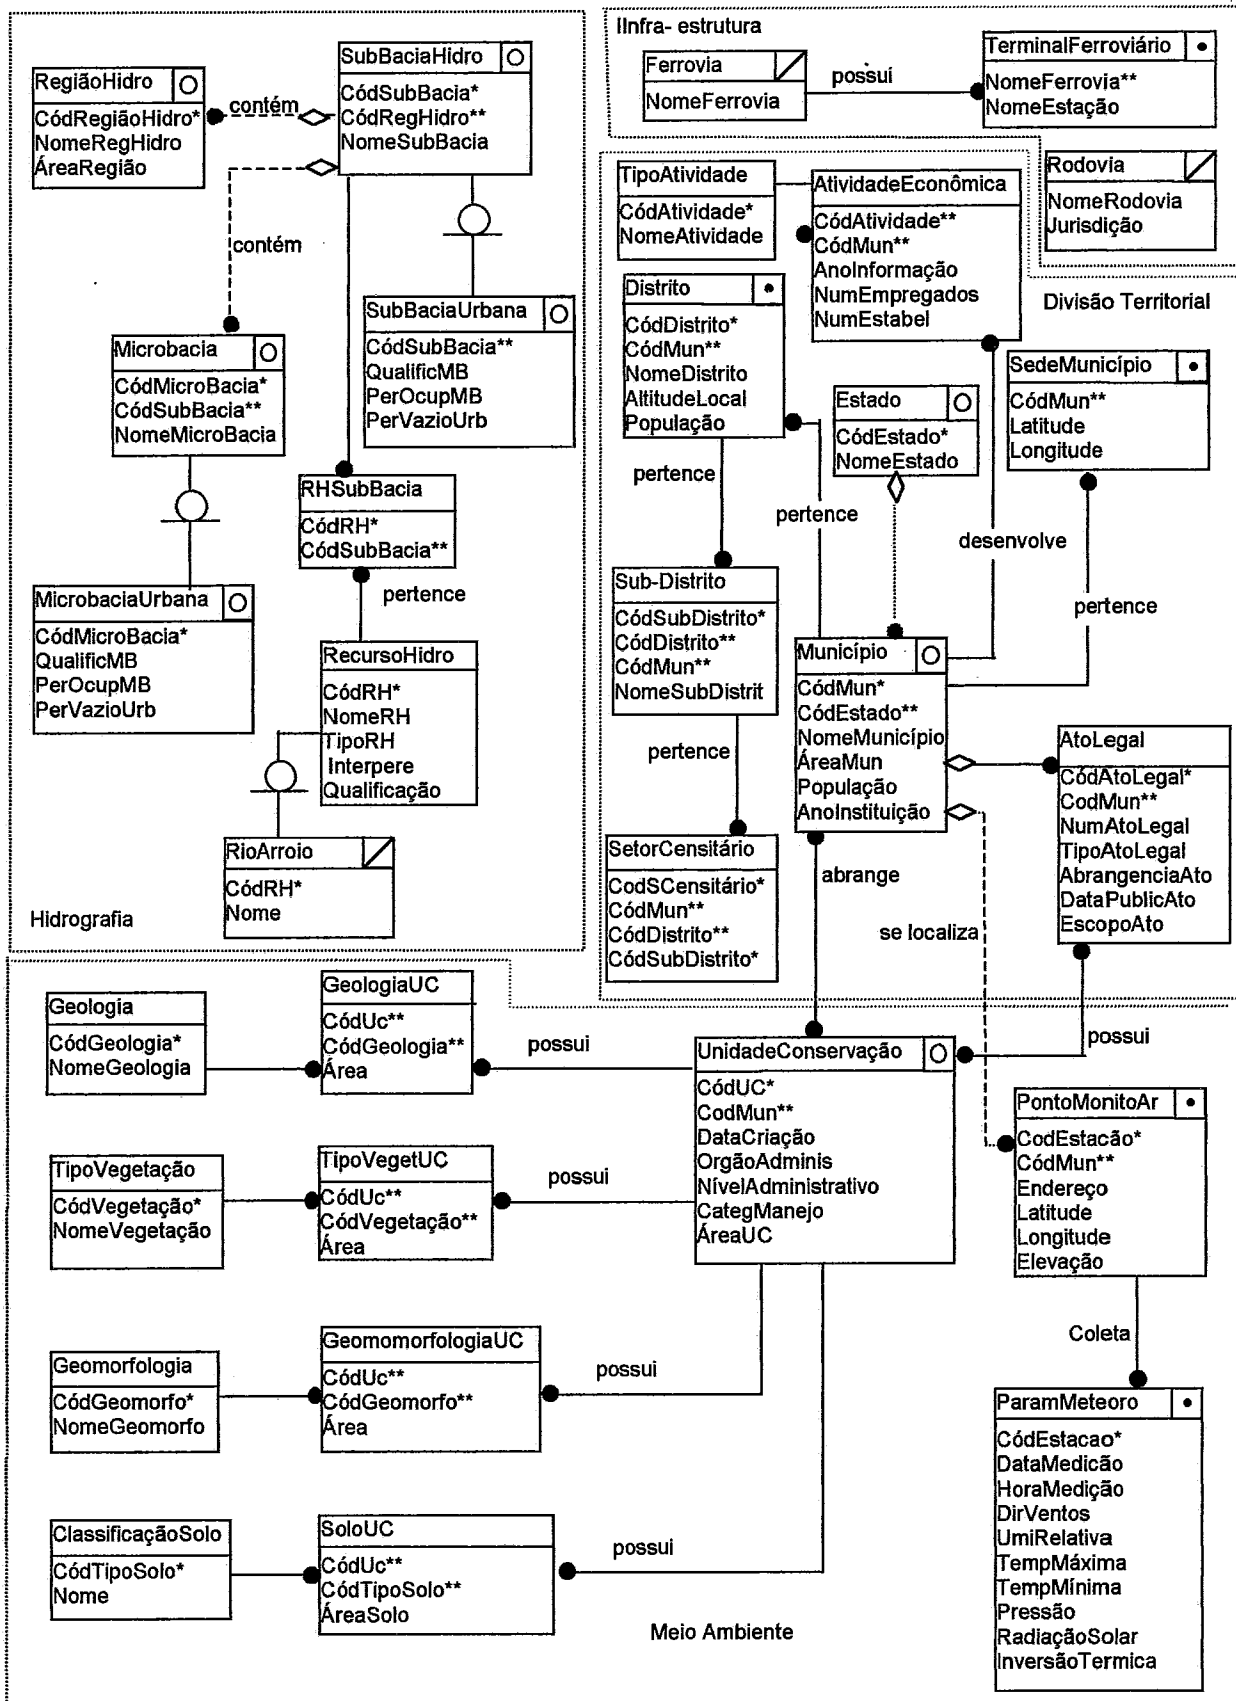 RegiãoHidro
CódRegiãoHidro*
NomeRegHidro
ÁreaRegião
contém
SubBaciaHidro
CódSubBacia*
CódRegHidro**
NomeSubBacia
contém
SubBaciaUrbana
CódSubBacia**
QualificMB
PerOcupMB
PerVazioUrb
Microbacia
CódMicroBacia*
CódSubBacia**
NomeMicroBacia
RHSubBacia
CódRH*
CódSubBacia**
pertence
MicrobaciaUrbana
CódMicroBacia*
QualificMB
PerOcupMB
PerVazioUrb
RecursoHidro
CódRH*
NomeRH
TipoRH
Interpere
Qualificação
RioArroio
CódRH*
Nome
Hidrografia
IInfra- estrutura
Ferrovia
NomeFerrovia
possui
TerminalFerroviário
NomeFerrovia**
NomeEstação
Rodovia
NomeRodovia
Jurisdição
TipoAtividade
CódAtividade*
NomeAtividade
AtividadeEconômica
CódAtividade**
CódMun**
AnoInformação
NumEmpregados
NumEstabel
Divisão Territorial
Distrito
CódDistrito*
CódMun**
NomeDistrito
AltitudeLocal
População
Estado
CódEstado*
NomeEstado
SedeMunicípio
CódMun**
Latitude
Longitude
pertence
pertence
desenvolve
pertence
Sub-Distrito
CódSubDistrito*
CódDistrito**
CódMun**
NomeSubDistrit
Município
CódMun*
CódEstado**
NomeMunicípio
ÁreaMun
População
AnoInstituição
AtoLegal
CódAtoLegal*
CodMun**
NumAtoLegal
TipoAtoLegal
AbrangenciaAto
DataPublicAto
EscopoAto
pertence
SetorCensitário
CodSCensitário*
CódMun**
CódDistrito**
CódSubDistrito*
abrange
se localiza
possui
Geologia
CódGeologia*
NomeGeologia
GeologiaUC
CódUc**
CódGeologia**
Área
possui
UnidadeConservação
CódUC*
CodMun**
DataCriação
OrgãoAdminis
NívelAdministrativo
CategManejo
ÁreaUC
PontoMonitoAr
CodEstacão*
CódMun**
Endereço
Latitude
Longitude
Elevação
TipoVegetação
CódVegetação*
NomeVegetação
TipoVegetUC
CódUc**
CódVegetação**
Área
possui
Coleta
Geomorfologia
CódGeomorfo*
NomeGeomorfo
GeomomorfologiaUC
CódUc**
CódGeomorfo**
Área
possui
ParamMeteoro
CódEstacao*
DataMedicão
HoraMedição
DirVentos
UmiRelativa
TempMáxima
TempMínima
Pressão
RadiaçãoSolar
InversãoTermica
ClassificaçãoSolo
CódTipoSolo*
Nome
SoloUC
CódUc**
CódTipoSolo**
ÁreaSolo
possui
Meio Ambiente